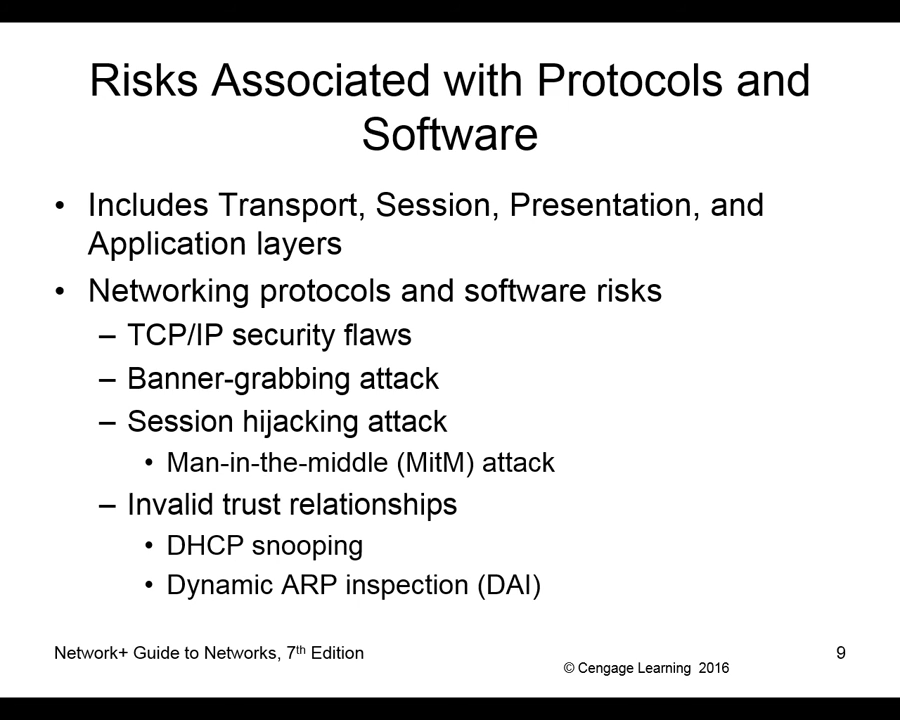 Risks Associated with Protocols and
Software
• Includes Transport, Session, Presentation, and
Application layers
• Networking protocols and software risks
– TCP/IP security flaws
– Banner-grabbing attack
– Session hijacking attack
• Man-in-the-middle (MitM) attack
– Invalid trust relationships
• DHCP snooping
• Dynamic ARP inspection (DAI)
Network+ Guide to Networks, 7th Edition
© Cengage Learning 2016
9